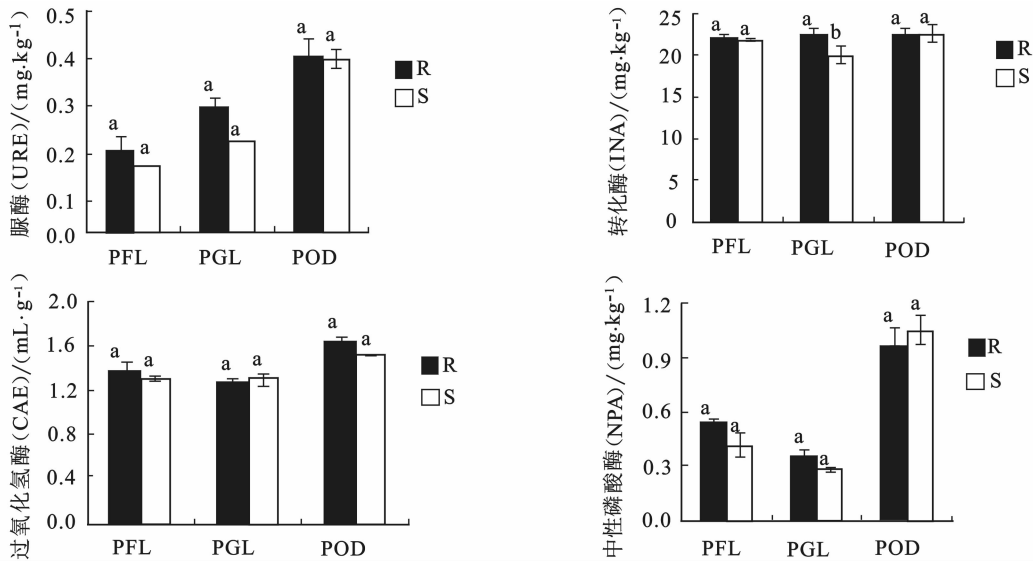 脲酶(URE)/(mg·kg⁻¹)
0.5
0.4
0.3
0.2
0.1
0.0
a a
a a
a a
R
S
PFL PGL POD
转化酶(INA)/(mg·kg⁻¹)
25
20
15
20
25
0
a a
a b
a a
R
S
PFL PGL POD
过氧化氢酶(CAE)/(mL·g⁻¹)
2.0
1.6
1.2
0.8
0.4
0.0
a a
a a
a a
R
S
PFL PGL POD
中性磷酸酶(NPA)/(mg·kg⁻¹)
1.2
0.9
0.6
0.3
0.0
a a
a a
a a
R
S
PFL PGL POD